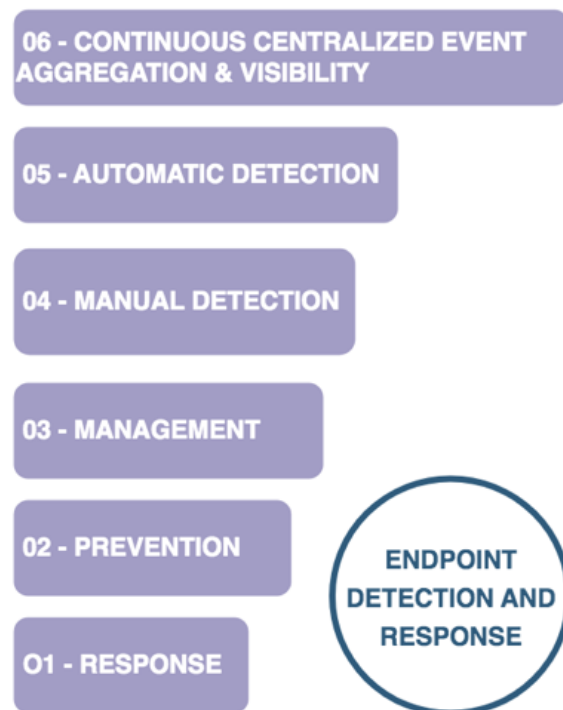 06 - CONTINUOUS CENTRALIZED EVENT
AGGREGATION & VISIBILITY
05 - AUTOMATIC DETECTION
04 - MANUAL DETECTION
03 - MANAGEMENT
02 - PREVENTION
O1 - RESPONSE
ENDPOINT
DETECTION AND
RESPONSE